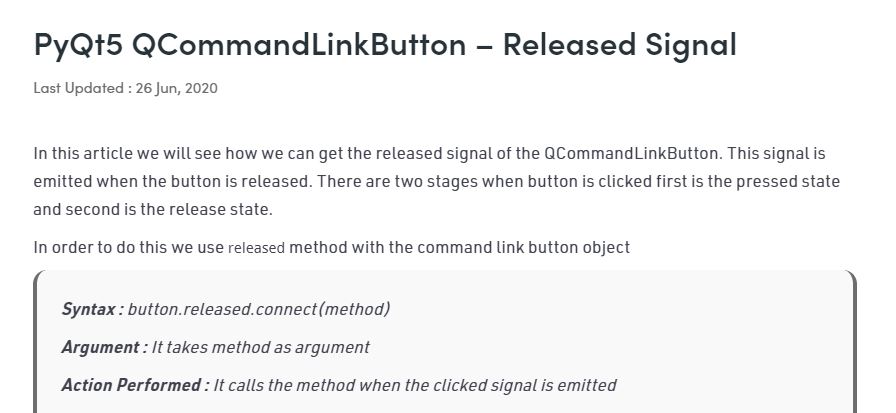 PyQt5 QCommandLinkButton – Released Signal
Last Updated : 26 Jun, 2020
In this article we will see how we can get the released signal of the QCommandLinkButton. This signal is
emitted when the button is released. There are two stages when button is clicked first is the pressed state
and second is the release state.
In order to do this we use released method with the command link button object
Syntax : button.released.connect(method)
Argument : It takes method as argument
Action Performed : It calls the method when the clicked signal is emitted